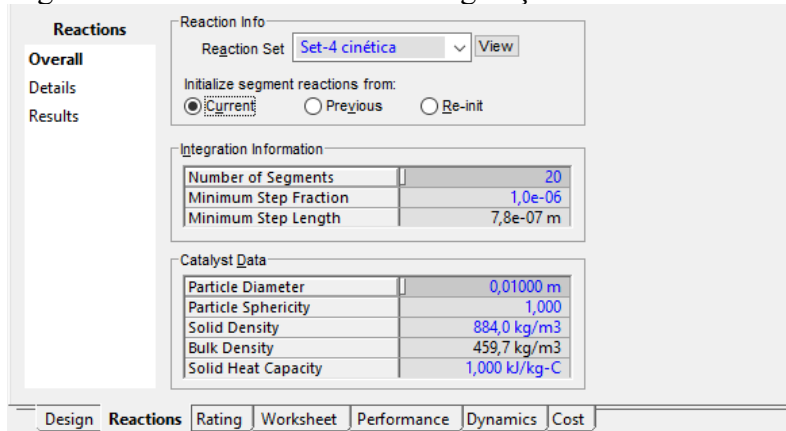 Reactions
Overall
Details
Results
Reaction Info
Reaction Set Set-4 cinética View
Initialize segment reactions from:
Current Previous Re-init
Integration Information
Number of Segments 20
Minimum Step Fraction 1,0e-06
Minimum Step Length 7,8e-07 m
Catalyst Data
Particle Diameter 0,01000 m
Particle Sphericity 1,000
Solid Density 884,0 kg/m3
Bulk Density 459,7 kg/m3
Solid Heat Capacity 1,000 kJ/kg-C
Design Reactions Rating Worksheet Performance Dynamics Cost